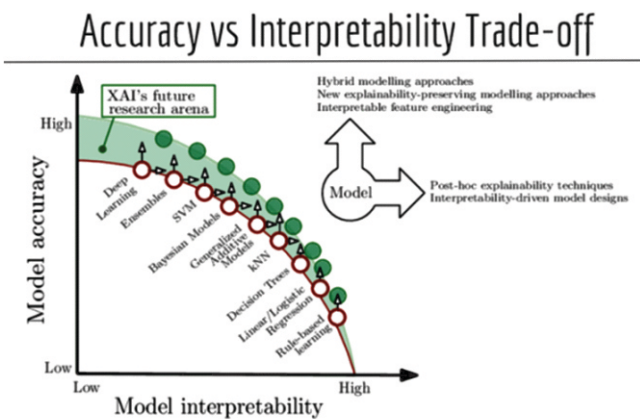 Accuracy vs Interpretability Trade-off
XAI's future
research arena
Hybrid modelling approaches
New explainability-preserving modelling approaches
Interpretable feature engineering
High
Model
Post-hoc explainability techniques
Interpretability-driven model designs
Model accuracy
Deep
Learning
Ensembles
SVM
Bayesian Models
Generalized
Additive
Models
kNN
Decision Trees
Linear/Logistic
Regression
Rule-based
learning
Low
Low
High
Model interpretability